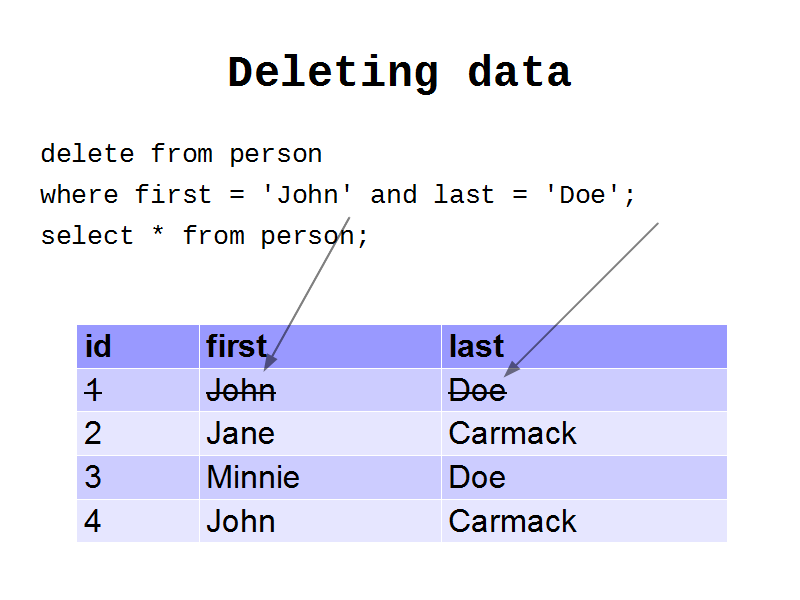 Deleting data
delete from person
where first = 'John' and last = 'Doe';
select * from person;
id first last
1 John Doe
2 Jane Carmack
3 Minnie Doe
4 John Carmack